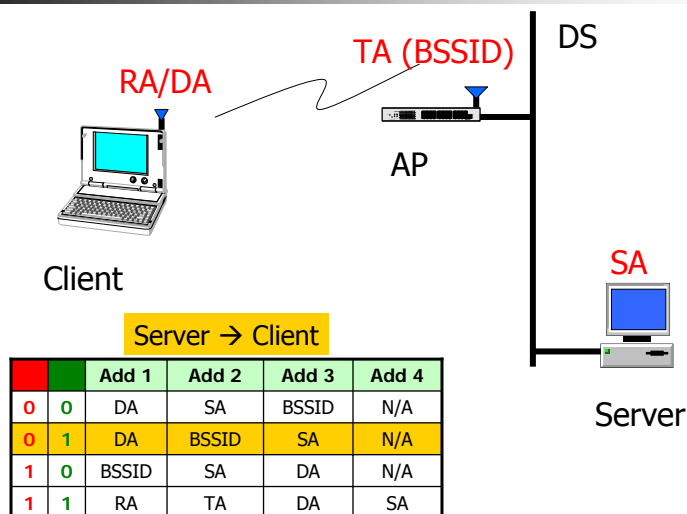 DS
TA (BSSID)
RA/DA
AP
Client
SA
Server → Client
Add 1 Add 2 Add 3 Add 4
0 0 DA SA BSSID N/A
0 1 DA BSSID SA N/A
1 0 BSSID SA DA N/A
1 1 RA TA DA SA
Server